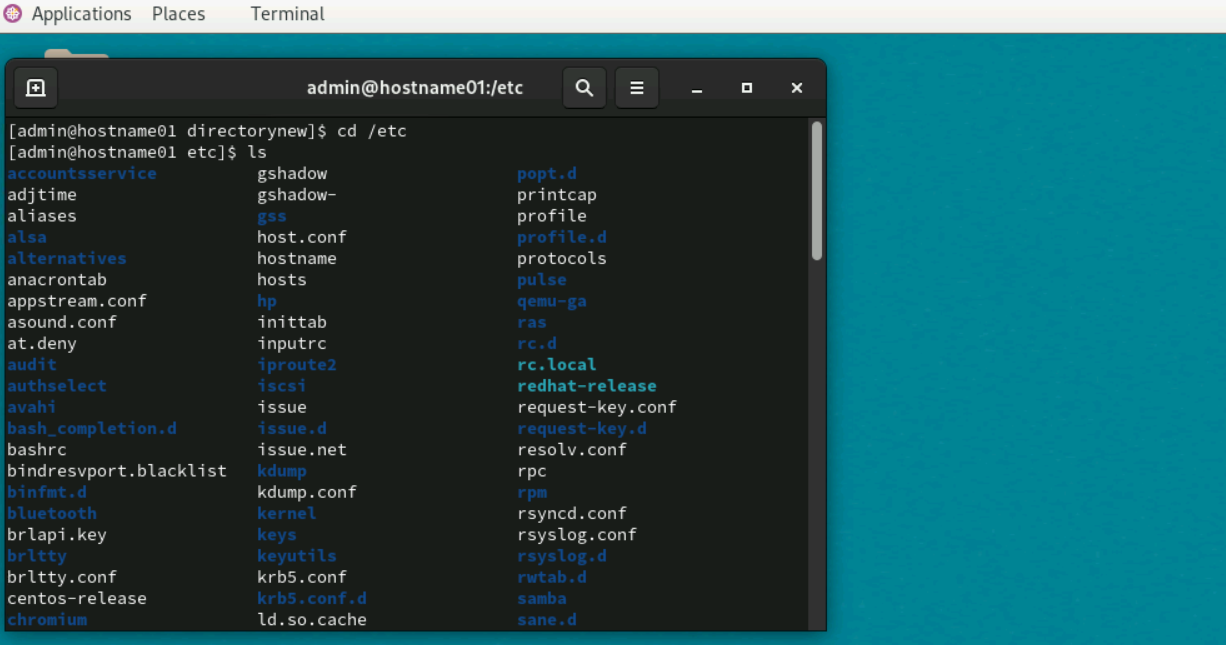 Applications Places Terminal
admin@hostname01:/etc
[admin@hostname01 directorynew]$ cd /etc
[admin@hostname01 etc]$ ls
accountsservice gshadow popt.d
adjtime gshadow- printcap
aliases gss profile
alsa host.conf profile.d
alternatives hostname protocols
anacrontab hosts pulse
appstream.conf hp qemu-ga
asound.conf inittab ras
at.deny inputrc rc.d
audit iproute2 rc.local
authselect iscsi redhat-release
avahi issue request-key.conf
bash_completion.d issue.d request-key.d
bashrc issue.net resolv.conf
bindresvport.blacklist kdump rpc
binfmt.d kdump.conf rpm
bluetooth kernel rsyncd.conf
brlapi.key keys rsyslog.conf
brltty keyutils rsyslog.d
brltty.conf krb5.conf rwtab.d
centos-release krb5.conf.d samba
chromium ld.so.cache sane.d